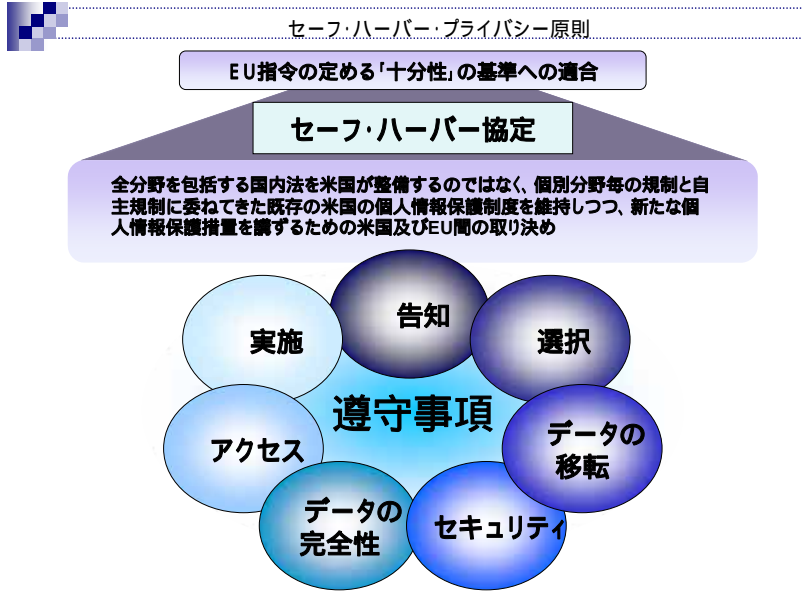 セーフ・ハーバー・プライバシー原則
EU指令の定める「十分性」の基準への適合
セーフ・ハーバー協定
全分野を包括する国内法を米国が整備するのではなく、個別分野毎の規制と自
主規制に委ねてきた既存の米国の個人情報保護制度を維持しつつ、新たな個
人情報保護措置を講ずるための米国及びEU間の取り決め
告知
実施
選択
遵守事項
アクセス
データの
移転
データの
完全性
セキュリティ